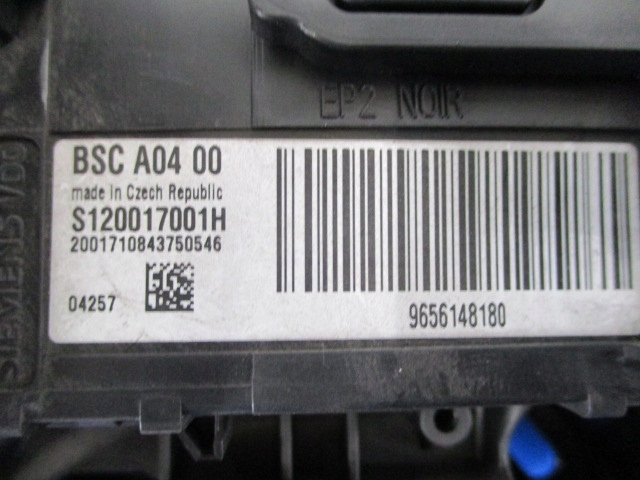 EP2 NOIR
SIEMENS VDO
BSC A04 00
made in Czech Republic
S120017001H
2001710843750546
04257
9656148180